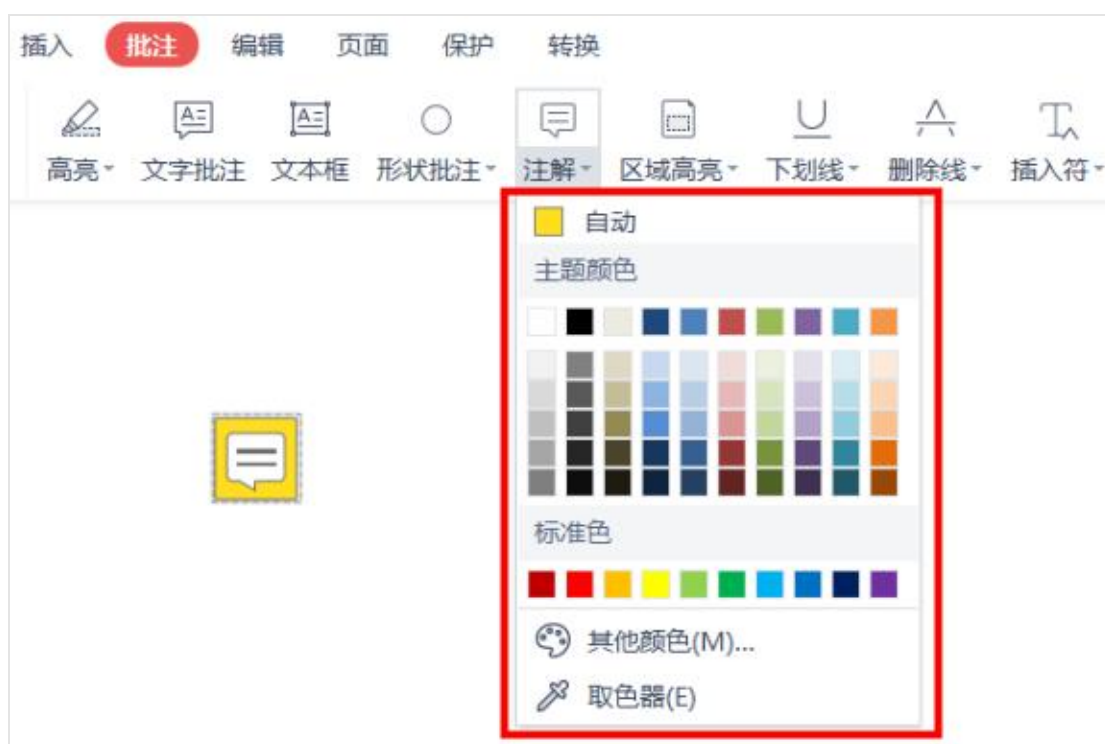 插入 批注 编辑 页面 保护 转换
高亮 文字批注 文本框 形状批注 注解 区域高亮 下划线 删除线 插入符
自动
主题颜色
标准色
其他颜色(M)...
取色器(E)